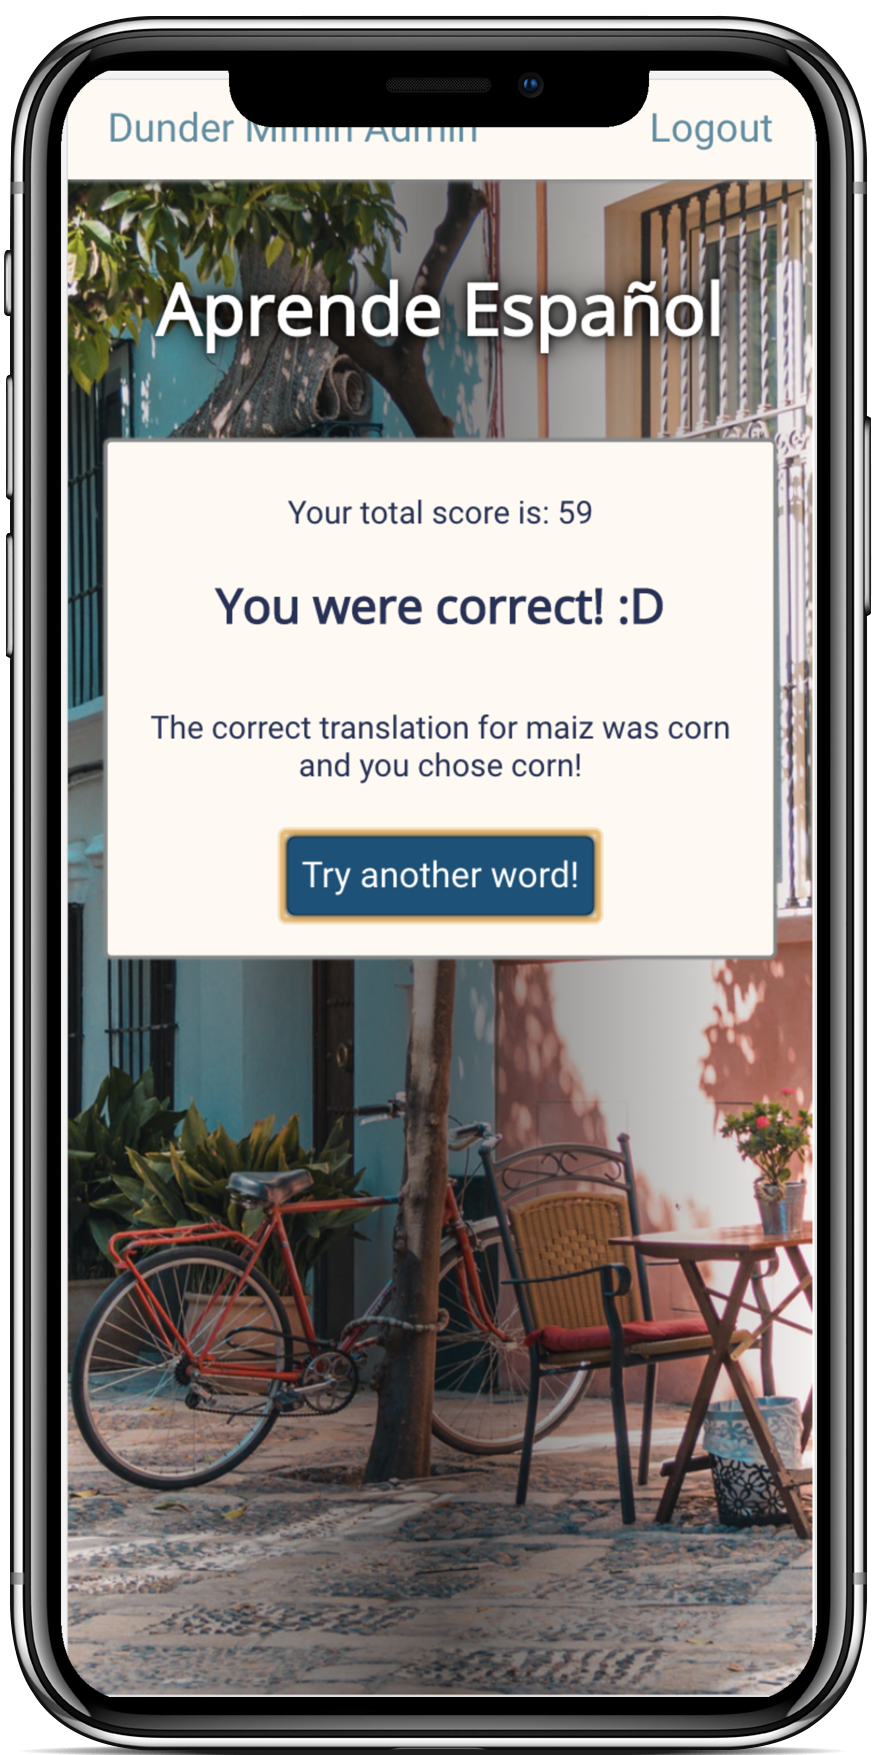 Dunder Admin Logout
Aprende Español
Your total score is: 59
You were correct! :D
The correct translation for maiz was corn
and you chose corn!
Try another word!